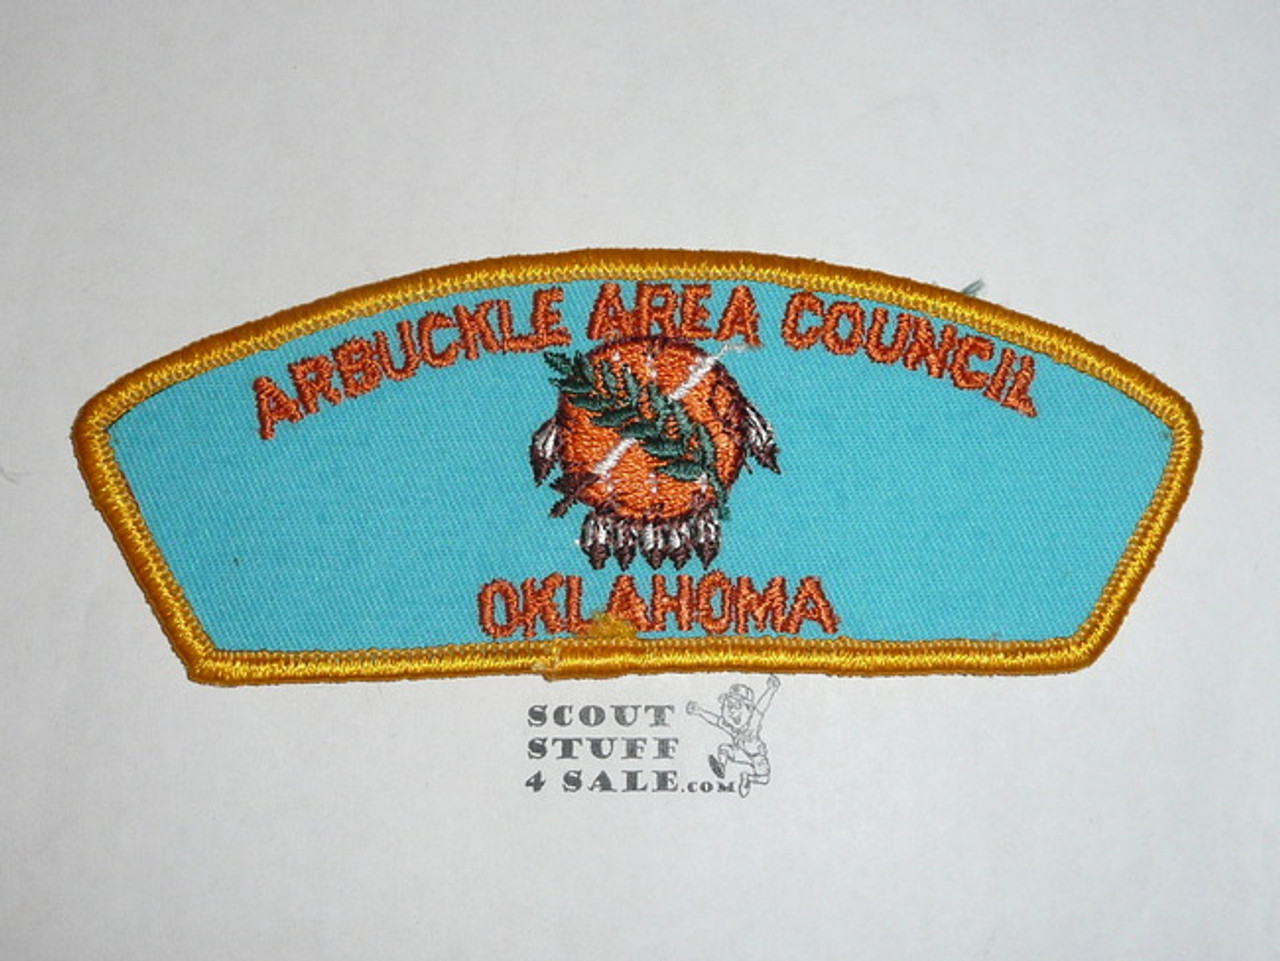 ARBUCKLE AREA COUNCIL
OKLAHOMA
SCOUT
STUFF
4 SALE.COM